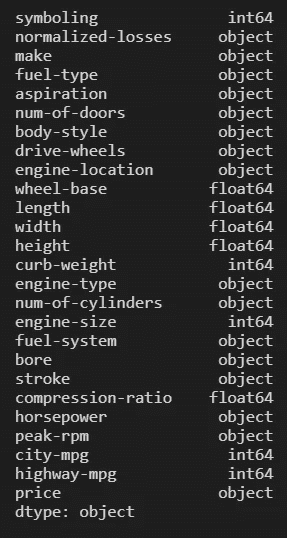 symboling int64
normalized-losses object
make object
fuel-type object
aspiration object
num-of-doors object
body-style object
drive-wheels object
engine-location object
wheel-base float64
length float64
width float64
height float64
curb-weight int64
engine-type object
num-of-cylinders object
engine-size int64
fuel-system object
bore object
stroke object
compression-ratio float64
horsepower object
peak-rpm object
city-mpg int64
highway-mpg int64
price object
dtype: object